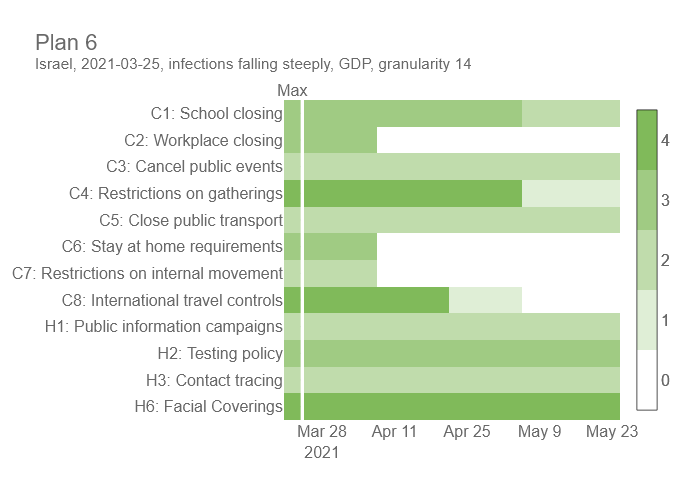 Plan 6
Israel, 2021-03-25, infections falling steeply, GDP, granularity 14
Max
C1: School closing
C2: Workplace closing
C3: Cancel public events
C4: Restrictions on gatherings
C5: Close public transport
C6: Stay at home requirements
C7: Restrictions on internal movement
C8: International travel controls
H1: Public information campaigns
H2: Testing policy
H3: Contact tracing
H6: Facial Coverings
Mar 28 Apr 11 Apr 25 May 9 May 23
2021
4
3
2
1
0